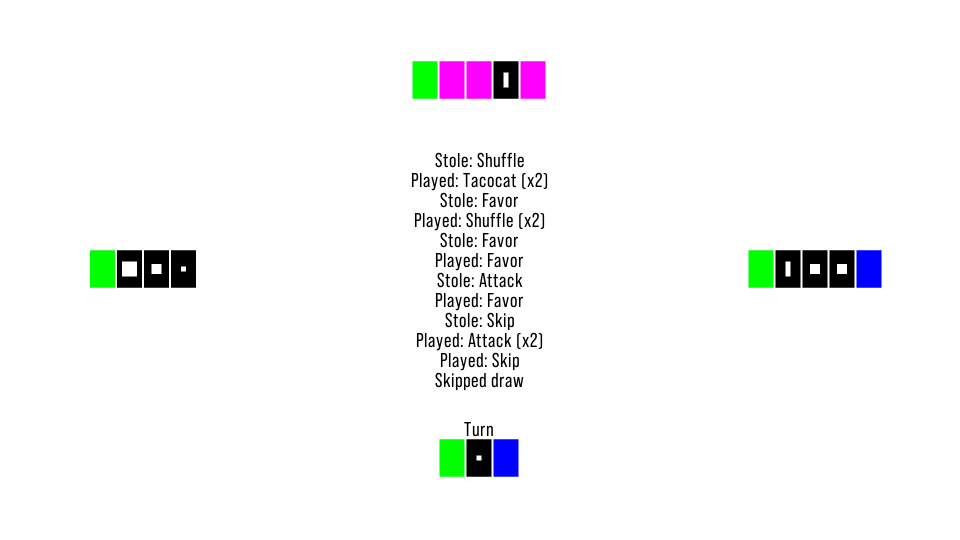 Stole: Shuffle
Played: Tacocat (x2)
Stole: Favor
Played: Shuffle (x2)
Stole: Favor
Played: Favor
Stole: Attack
Played: Favor
Stole: Skip
Played: Attack (x2)
Played: Skip
Skipped draw
Turn